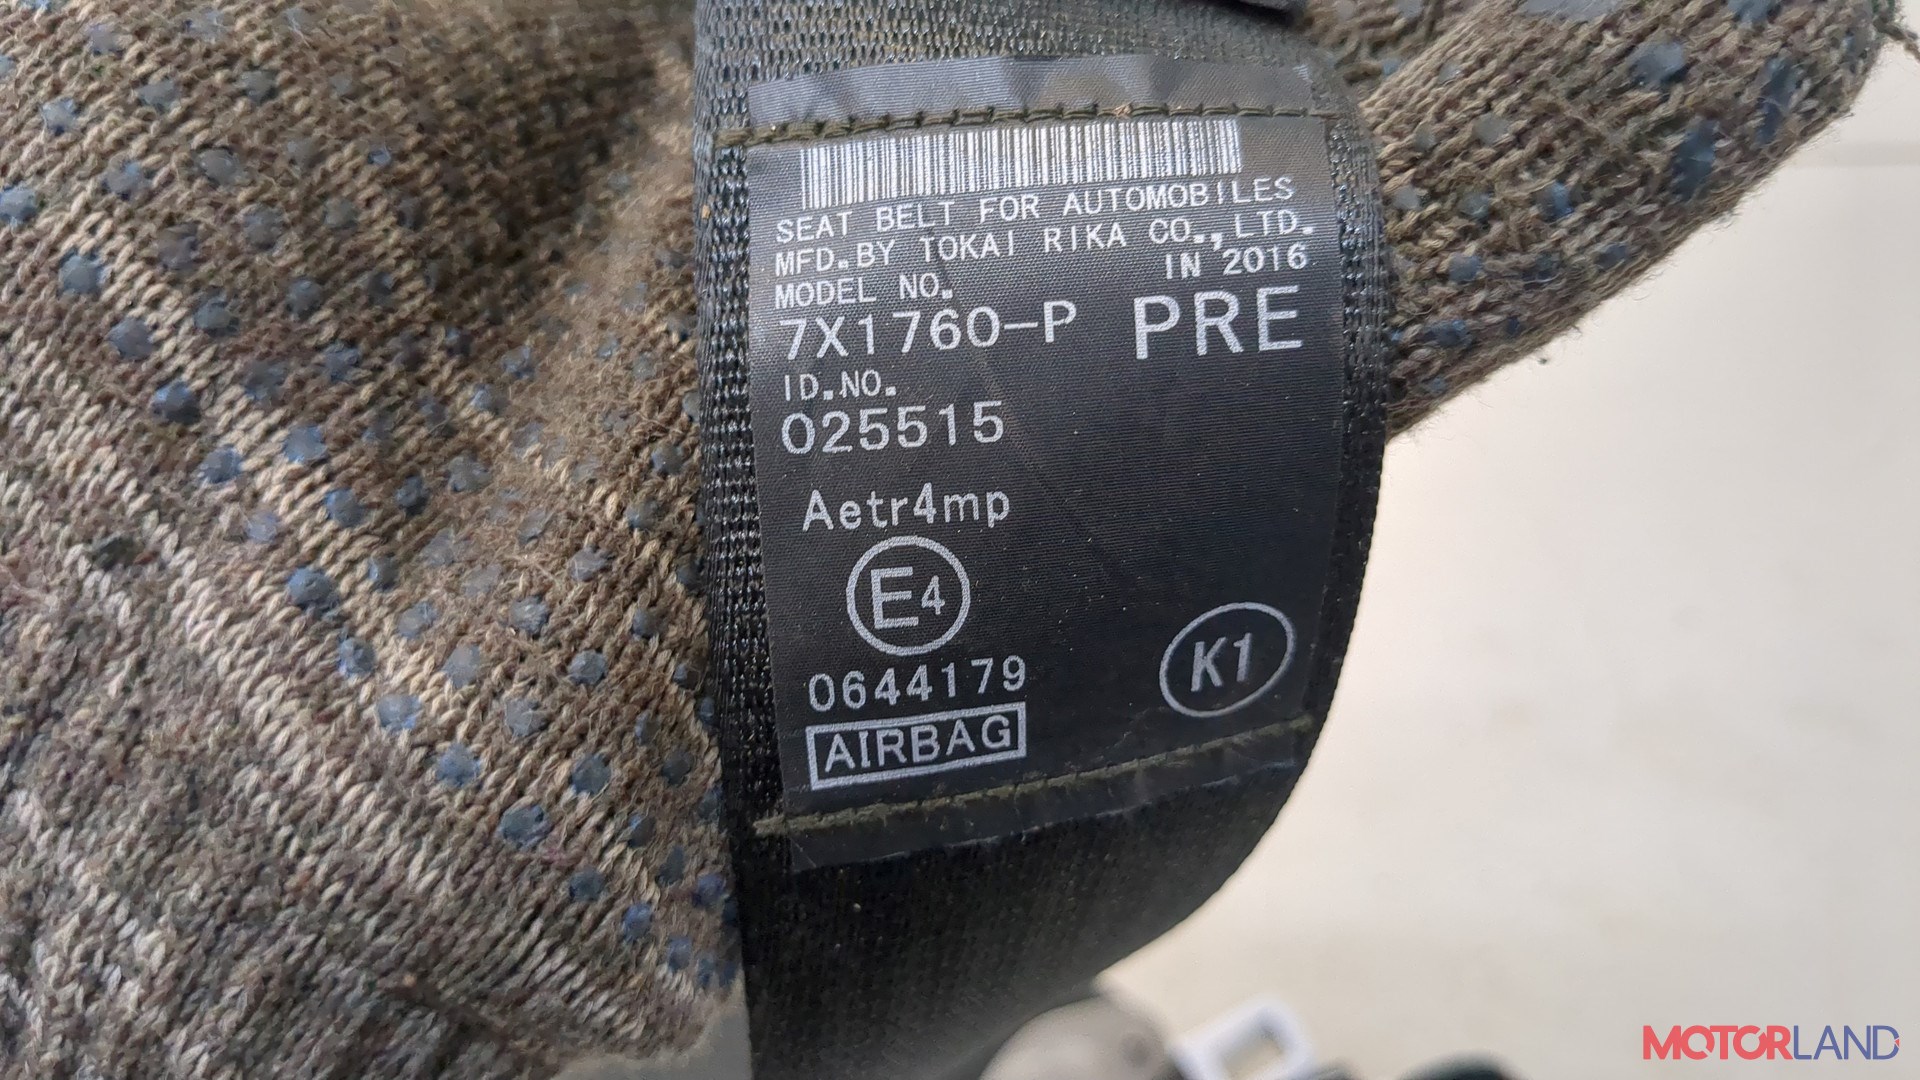 SEAT BELT FOR AUTOMOBILES
MFD.BY TOKAI RIKA CO.,LTD.
IN 2016
MODEL NO.
7X1760-P PRE
ID.NO.
025515
Aetr4mp
E4
0644179
K1
AIRBAG
MOTORLAND